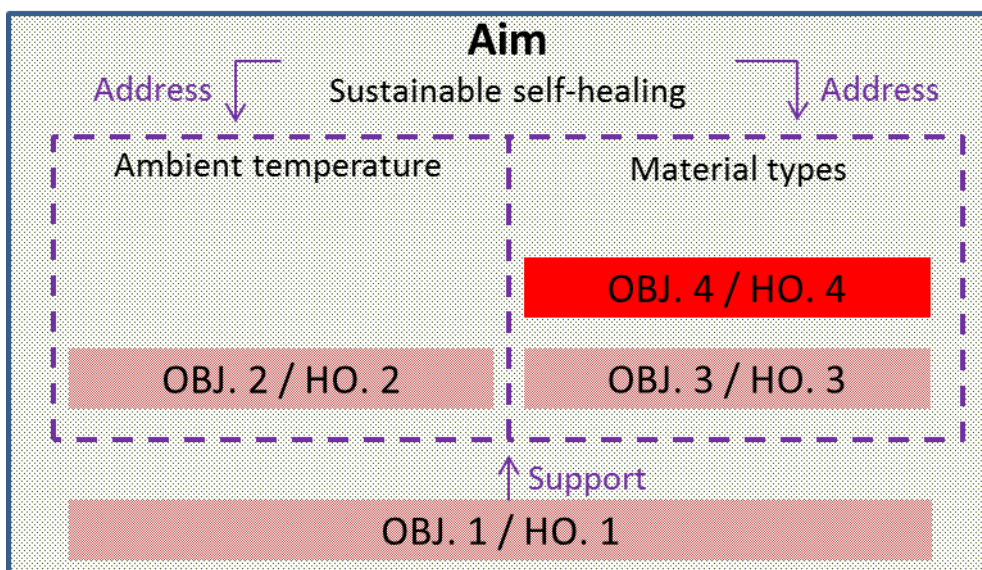 Aim
Address
Sustainable self-healing
Address
Ambient temperature
Material types
OBJ. 4 / HO. 4
OBJ. 2 / HO. 2
OBJ. 3 / HO. 3
Support
OBJ. 1 / HO. 1